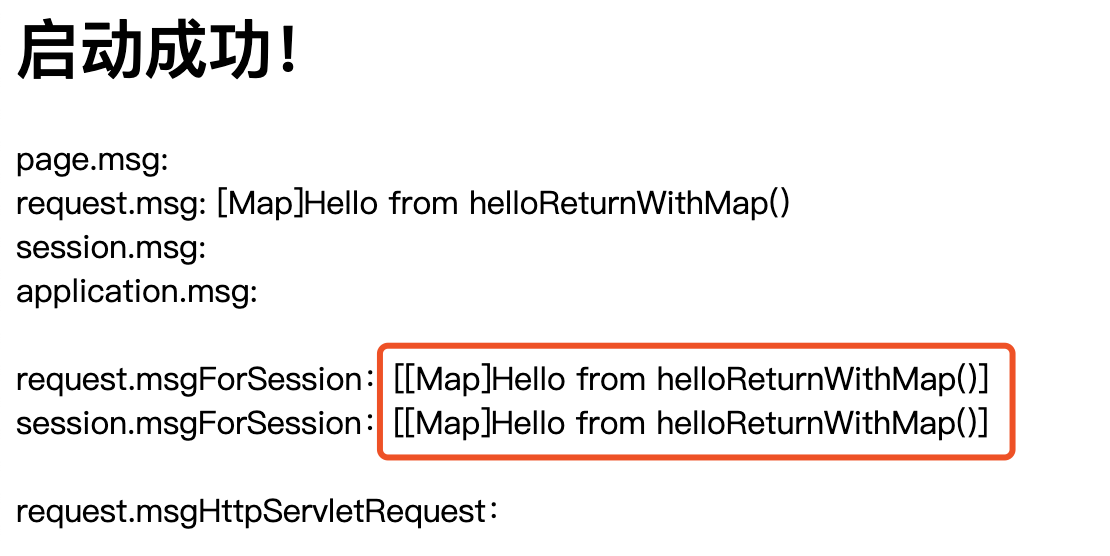 启动成功！
page.msg:
request.msg: [Map]Hello from helloReturnWithMap()
session.msg:
application.msg:
request.msgForSession：[[Map]Hello from helloReturnWithMap()]
session.msgForSession：[[Map]Hello from helloReturnWithMap()]
request.msgHttpServletRequest：